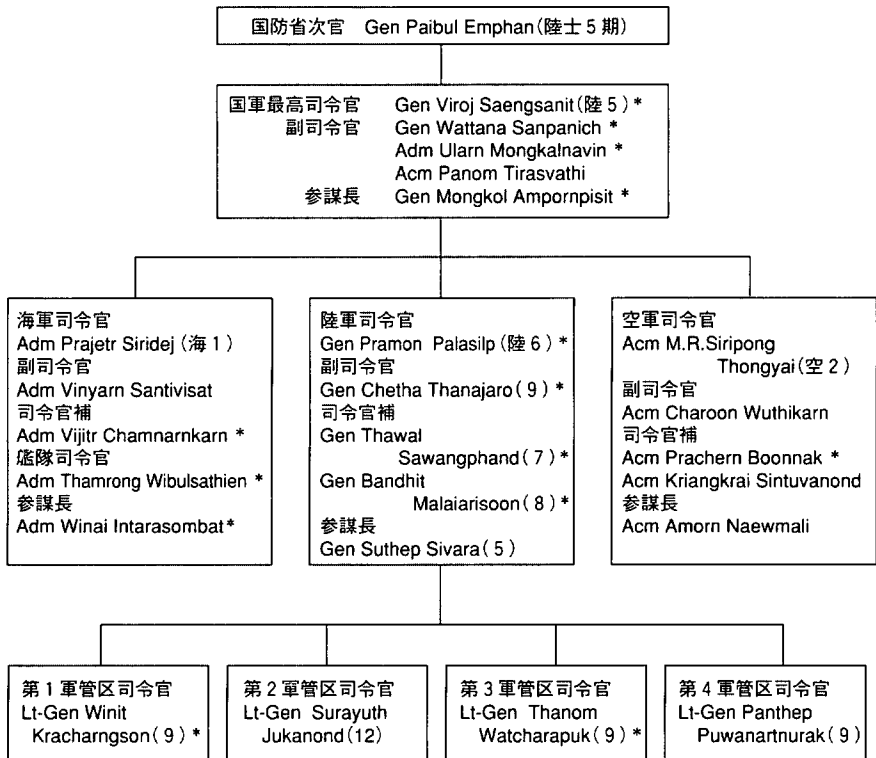 国防省次官 Gen Paibul Emphan(陸士5期)
国軍最高司令官 Gen Viroj Saengsanit(陸5)*
副司令官 Gen Wattana Sanpanich *
Adm Ularn Mongkalnavin *
Acm Panom Tirasvathi
参謀長 Gen Mongkol Ampornpisit *
海軍司令官
Adm Prajetr Siridej(海1)
副司令官
Adm Vinyarn Santivisat
司令官補
Adm Vijitr Chamnarnkarn *
艦隊司令官
Adm Thamrong Wibulsathien *
参謀長
Adm Winai Intarasombat*
陸軍司令官
Gen Pramon Palasilp(陸6)*
副司令官
Gen Chetha Thanajaro(9)*
司令官補
Gen Thawal
Sawangphand(7)*
Gen Bandhit
Malaiarisoon(8)*
参謀長
Gen Suthep Sivara(5)
空軍司令官
Acm M.R.Siripong
Thongyai(空2)
副司令官
Acm Charoon Wuthikarn
司令官補
Acm Prachern Boonnak *
Acm Kriangkrai Sintuvanond
参謀長
Acm Amorn Naewmali
第1軍管区司令官
Lt-Gen Winit
Kracharngson(9)*
第2軍管区司令官
Lt-Gen Surayuth
Jukanond(12)
第3軍管区司令官
Lt-Gen Thanom
Watcharapuk(9)*
第4軍管区司令官
Lt-Gen Panthep
Puwanartnurak(9)